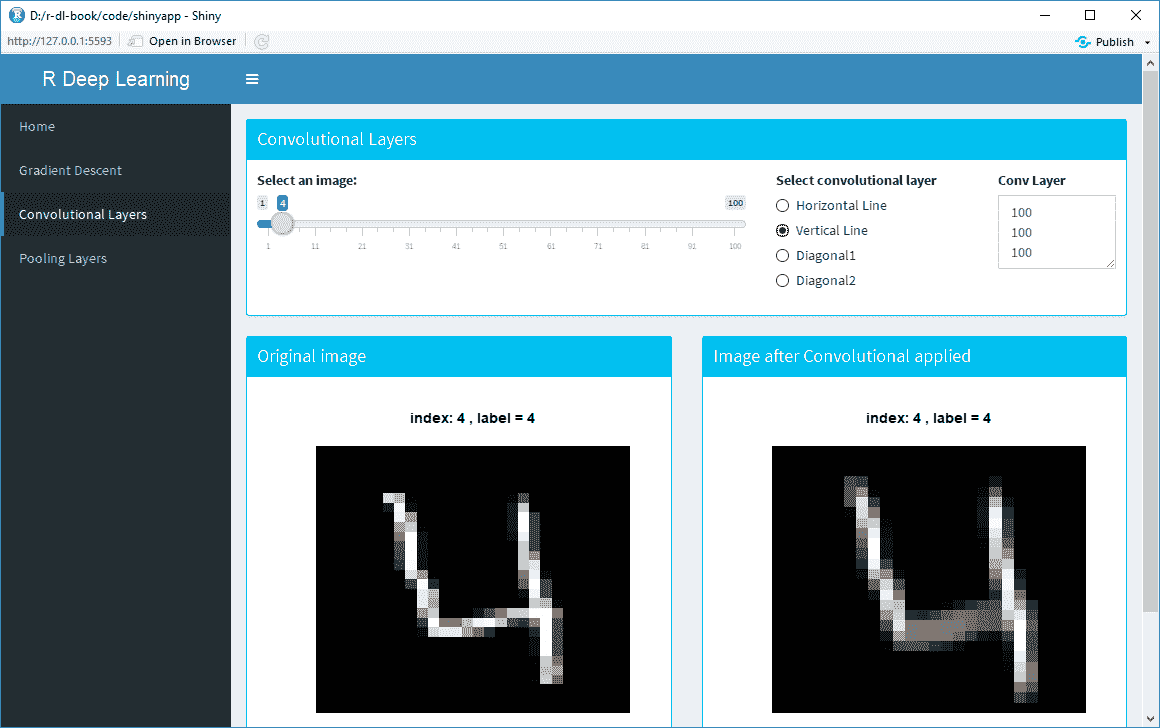 D:/r-dl-book/code/shinyapp - Shiny
http://127.0.0.1:5593 Open in Browser Publish
R Deep Learning
Home
Gradient Descent
Convolutional Layers
Pooling Layers
Convolutional Layers
Select an image:
1 4 100
1 11 21 31 41 51 61 71 81 91 100
Select convolutional layer
Horizontal Line
Vertical Line
Diagonal1
Diagonal2
Conv Layer
100
100
100
Original image
index: 4 , label = 4
Image after Convolutional applied
index: 4 , label = 4